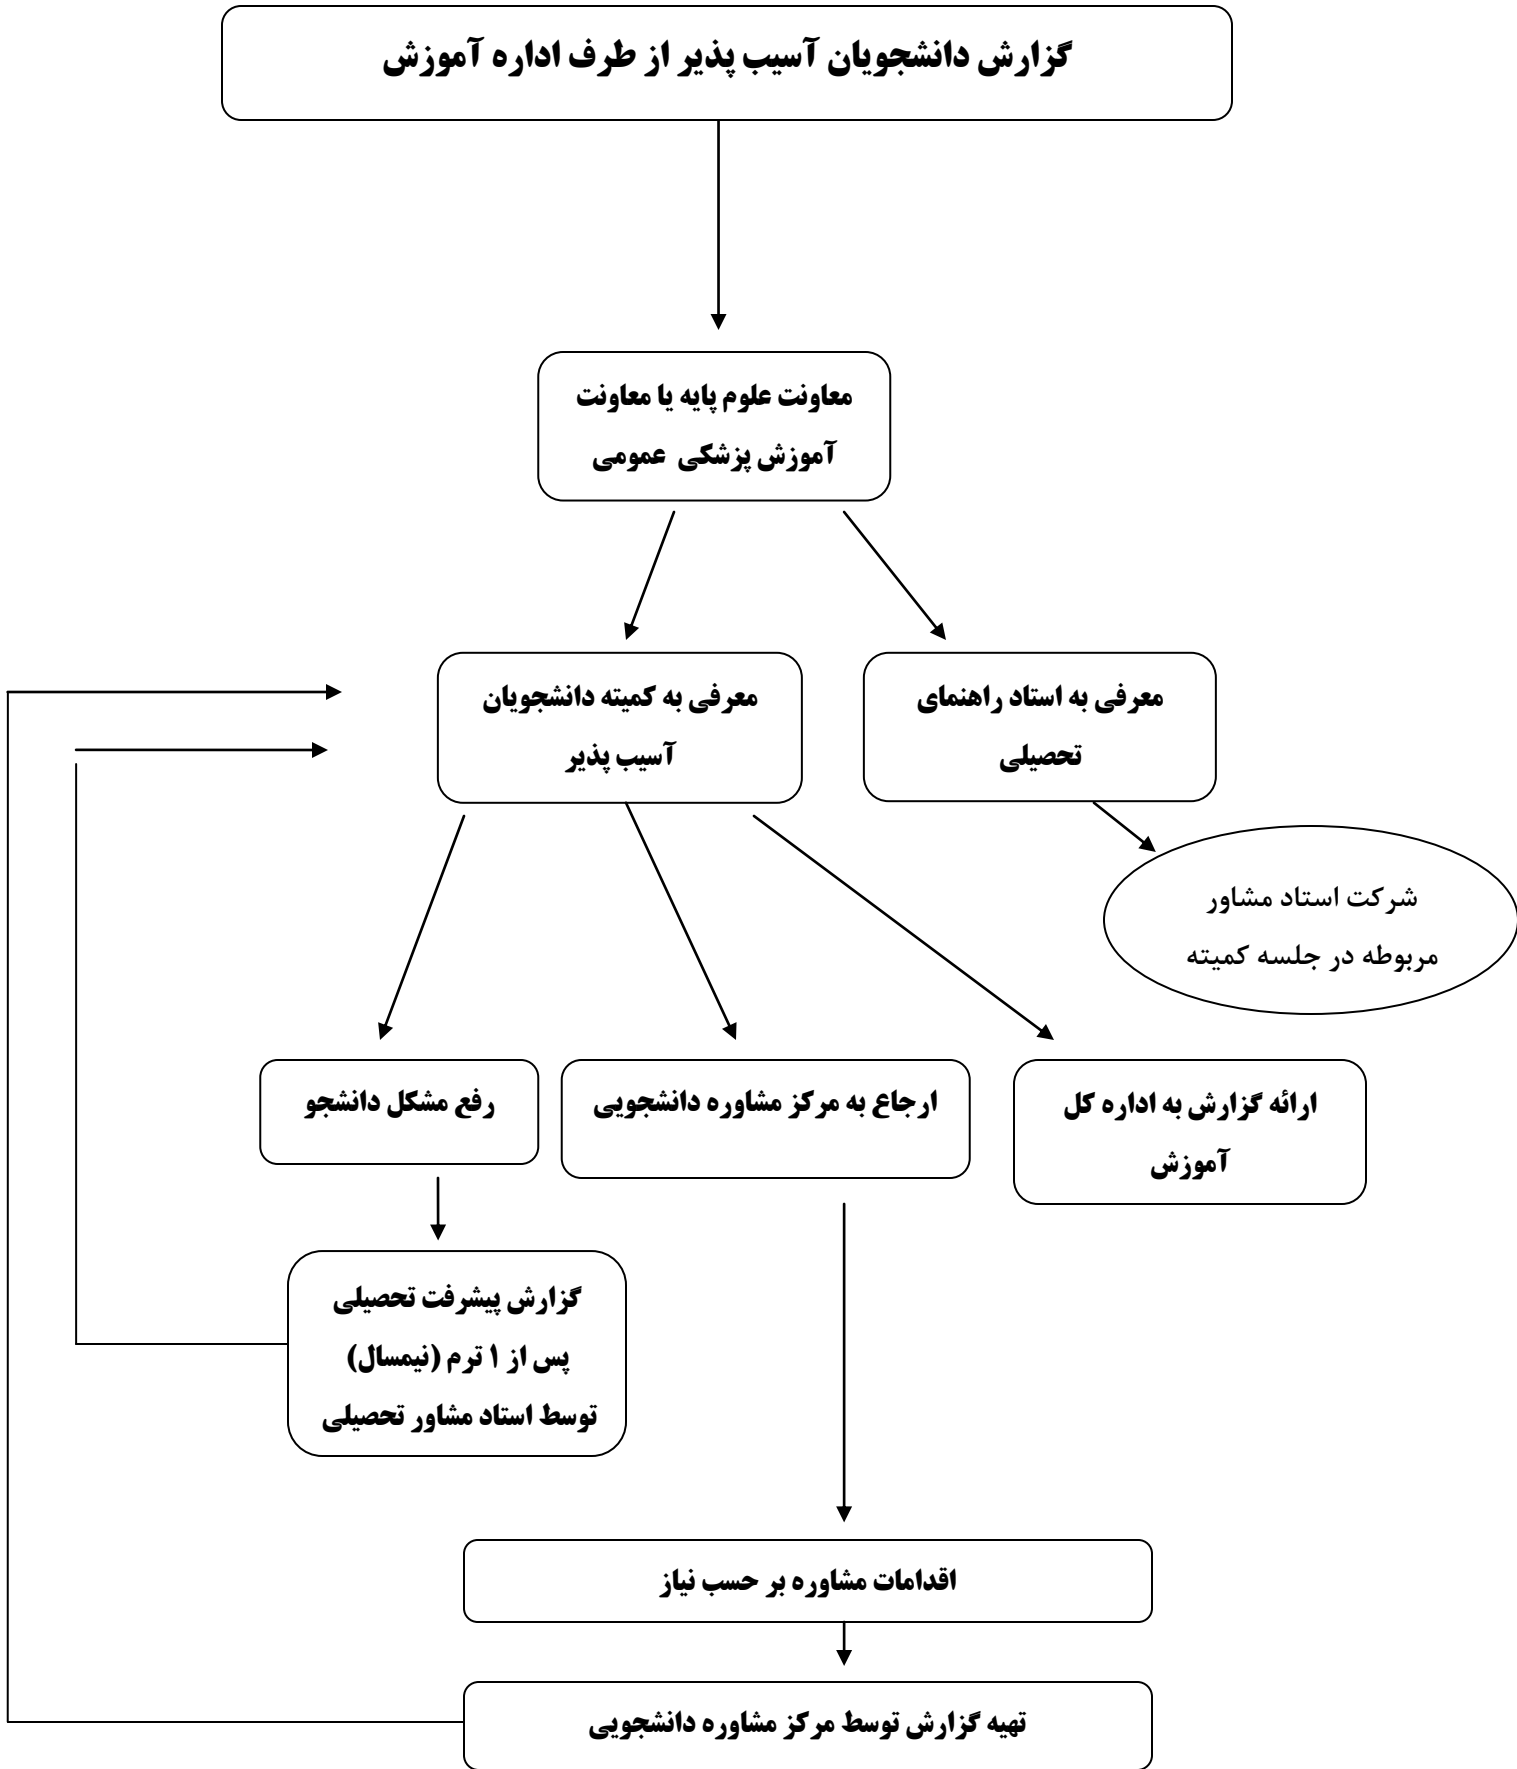 گزارش دانشجویان آسیب پذیر از طرف اداره آموزش
معاونت علوم پایه یا معاونت
آموزش پزشکی عمومی
معرفی به استاد راهنمای
تحصیلی
معرفی به کمیته دانشجویان
آسیب پذیر
شرکت استاد مشاور
مربوطه در جلسه کمیته
ارائه گزارش به اداره کل
آموزش
ارجاع به مرکز مشاوره دانشجویی
رفع مشکل دانشجو
گزارش پیشرفت تحصیلی
پس از ۱ ترم (نیمسال)
توسط استاد مشاور تحصیلی
اقدامات مشاوره بر حسب نیاز
تهیه گزارش توسط مرکز مشاوره دانشجویی